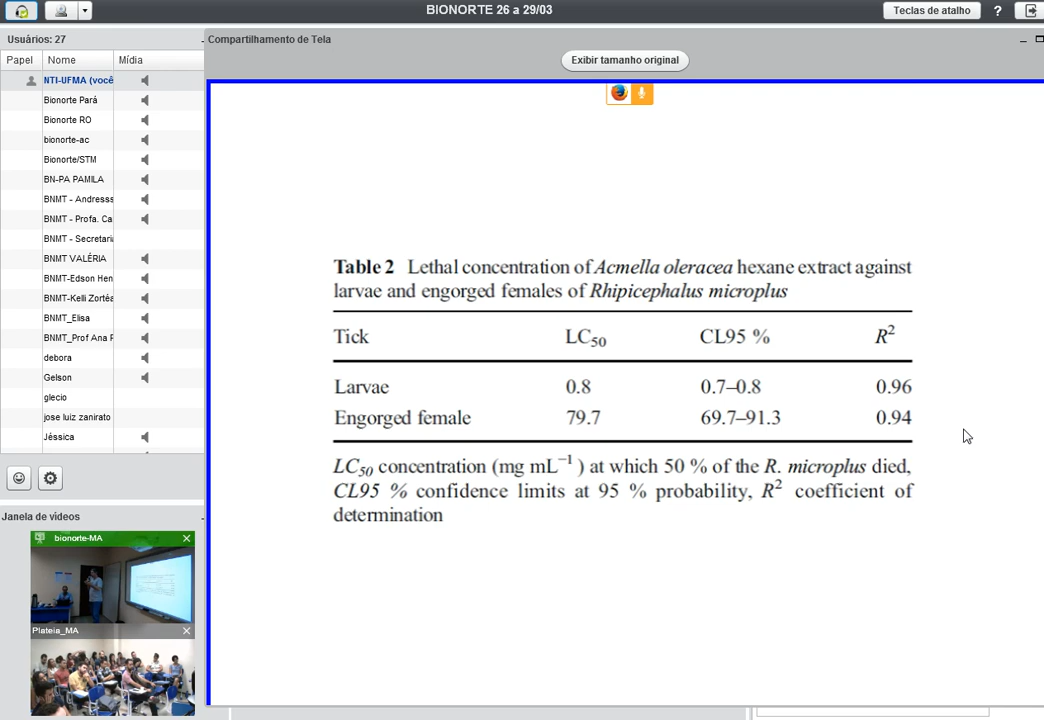 BIONORTE 26 a 29/03
Teclas de atalho
?
Usuários: 27
Compartilhamento de Tela
Papel Nome Mídia
Exibir tamanho original
NTI-UFMA (você
Bionorte Pará
Bionorte RO
bionorte-ac
Bionorte/STM
BN-PA PAMILA
BNMT - Andresss
BNMT - Profa. Ca
BNMT - Secretari
BNMT VALÉRIA
BNMT-Edson Hen
BNMT-Kelli Zortéa
BNMT_Elisa
BNMT_Prof Ana P
debora
Gelson
glecio
jose luiz zanirato
Jéssica
Table 2 Lethal concentration of Acmella oleracea hexane extract against
larvae and engorged females of Rhipicephalus microplus
Tick LC50 CL95 % R²
Larvae 0.8 0.7–0.8 0.96
Engorged female 79.7 69.7–91.3 0.94
LC50 concentration (mg mL⁻¹) at which 50 % of the R. microplus died,
CL95 % confidence limits at 95 % probability, R² coefficient of
determination
Janela de videos
bionorte-MA
Plateia_MA